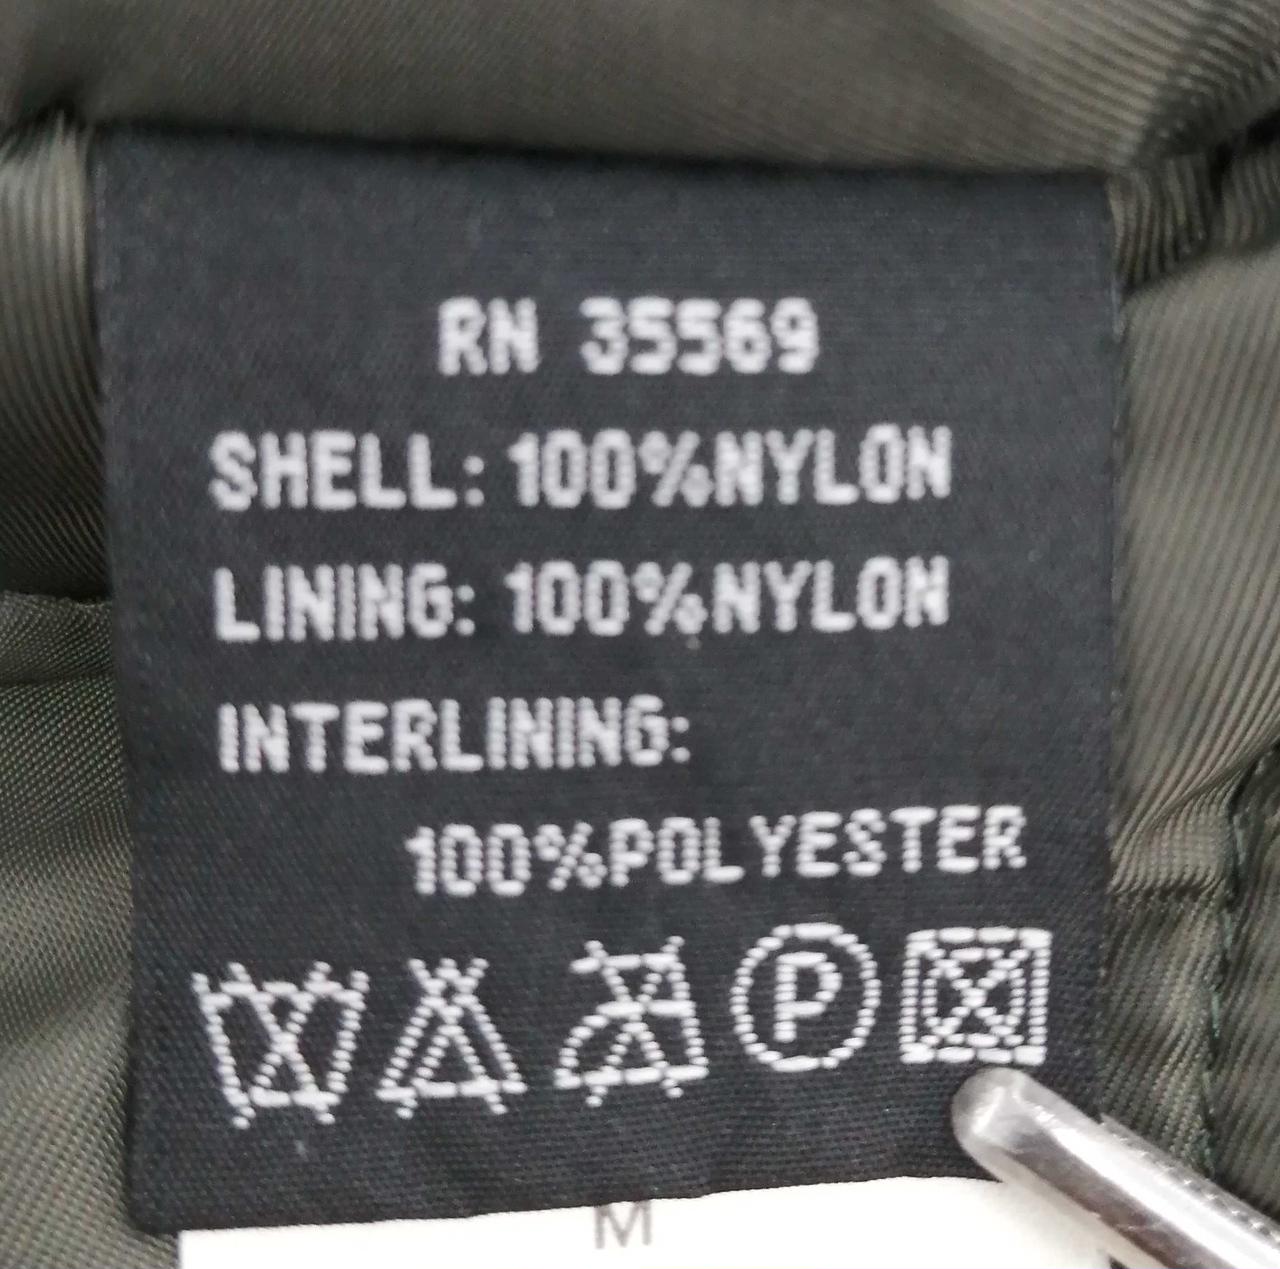 RN 35569
SHELL: 100%NYLON
LINING: 100%NYLON
INTERLINING:
100%POLYESTER
P
M